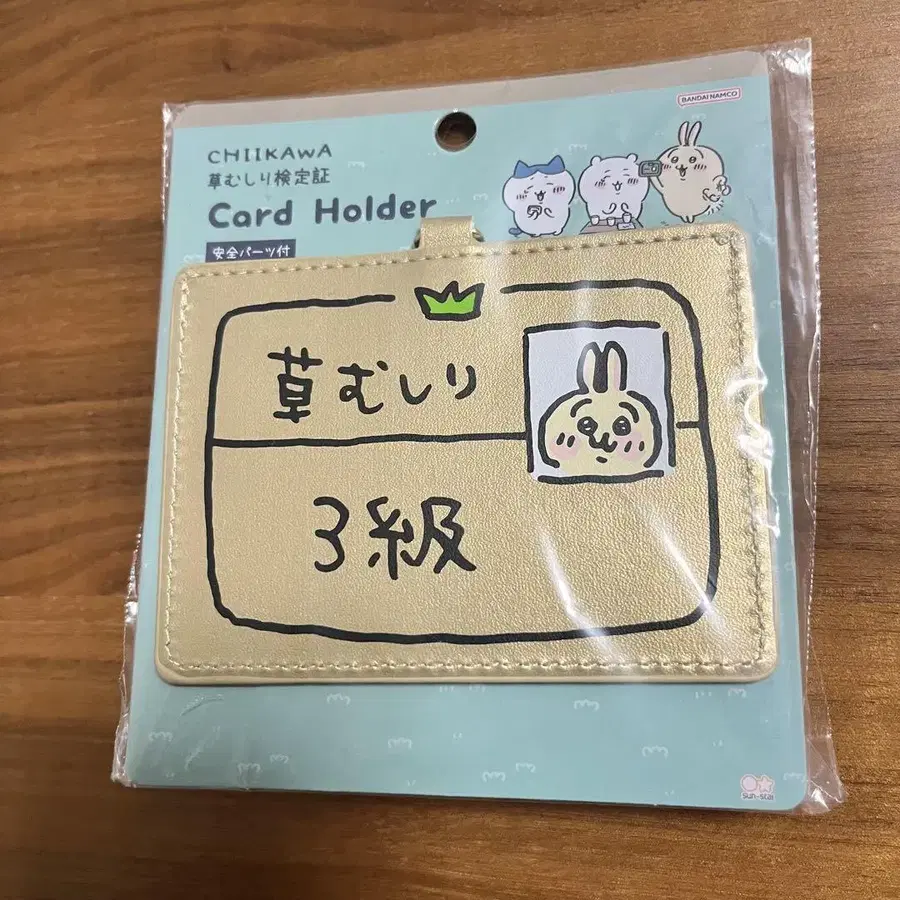 BANDAI NAMCO
CHIIKAWA
草むしり検定証
Card Holder
安全パーツ付
草むしり
3級
sun-star